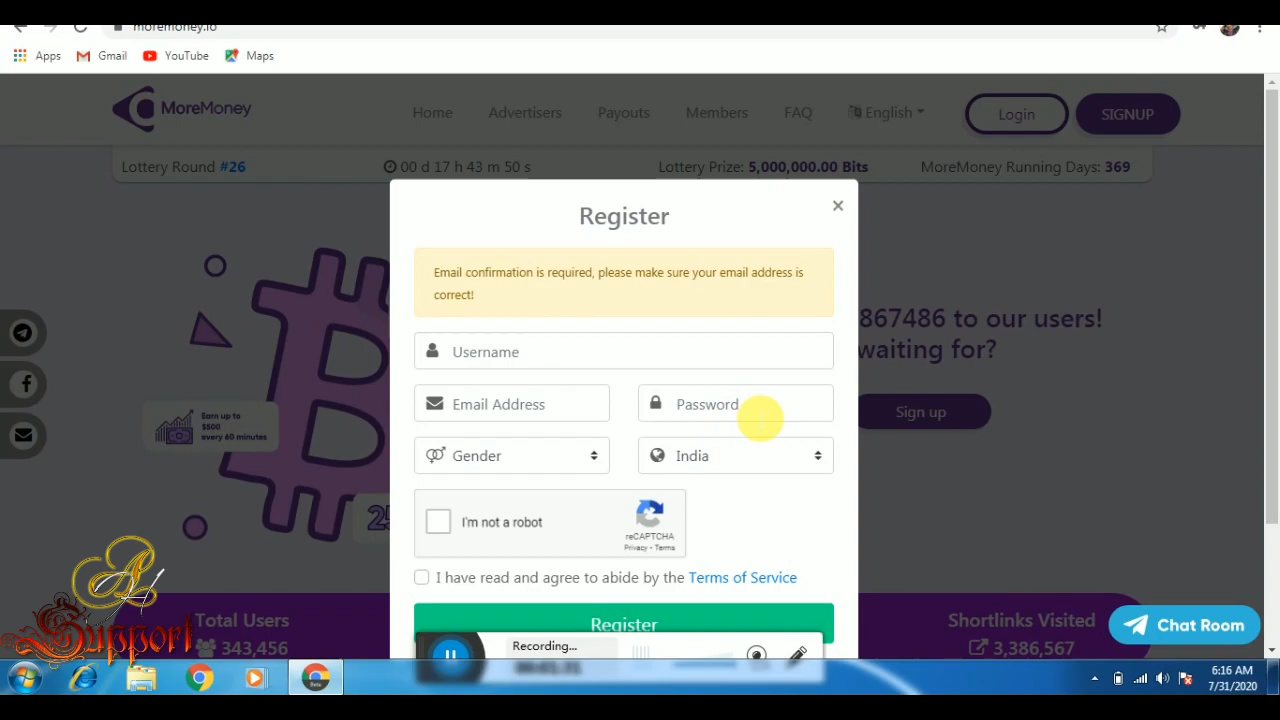 moremoney.io
Apps Gmail YouTube Maps
MoreMoney Home Advertisers Payouts Members FAQ English Login SIGNUP
Lottery Round #26 00 d 17 h 43 m 50 s Lottery Prize: 5,000,000.00 Bits MoreMoney Running Days: 369
Register ×
Email confirmation is required, please make sure your email address is
correct!
867486 to our users!
waiting for?
Username
Email Address Password
Earn up to
$500
every 60 minutes
Sign up
Gender India
I'm not a robot
reCAPTCHA
Privacy - Terms
I have read and agree to abide by the Terms of Service
Register
Total Users
343,456
Shortlinks Visited
3,386,567
Chat Room
A
Support
Recording...
6:16 AM
7/31/2020